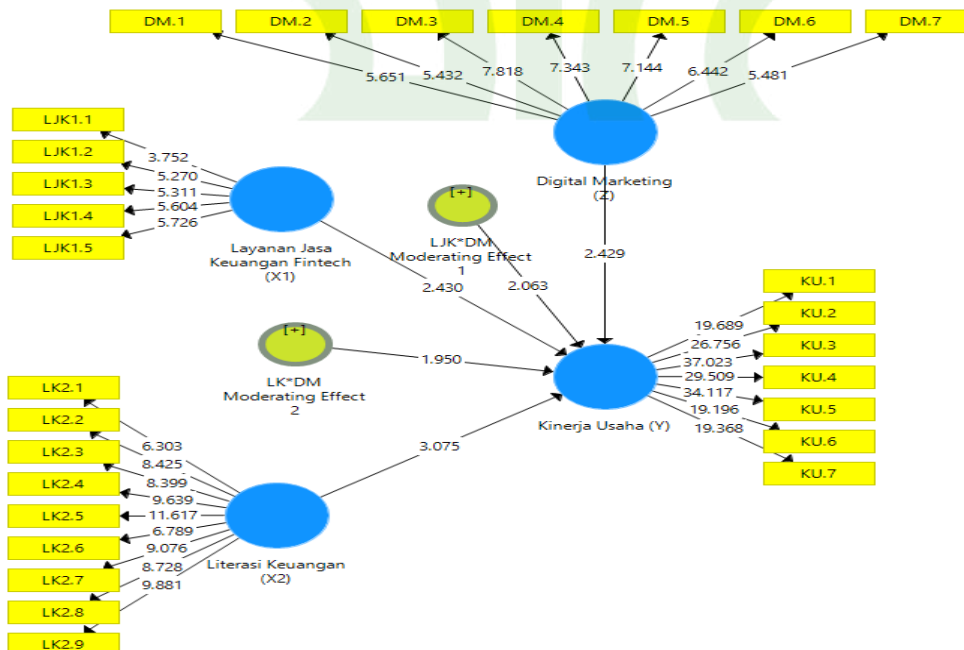 DM.1
DM.2
DM.3
DM.4
DM.5
DM.6
DM.7
5.651
5.432
7.818
7.343
7.144
6.442
5.481
Digital Marketing
(Z)
LJK1.1
LJK1.2
LJK1.3
LJK1.4
LJK1.5
3.752
5.270
5.311
5.604
5.726
Layanan Jasa
Keuangan Fintech
(X1)
[+]
LJK*DM
Moderating Effect
1
2.430
2.063
2.429
[+]
LK*DM
Moderating Effect
2
1.950
3.075
KU.1
KU.2
KU.3
KU.4
KU.5
KU.6
KU.7
19.689
26.756
37.023
29.509
34.117
19.196
19.368
Kinerja Usaha (Y)
LK2.1
LK2.2
LK2.3
LK2.4
LK2.5
LK2.6
LK2.7
LK2.8
LK2.9
6.303
8.425
8.399
9.639
11.617
6.789
9.076
8.728
9.881
Literasi Keuangan
(X2)